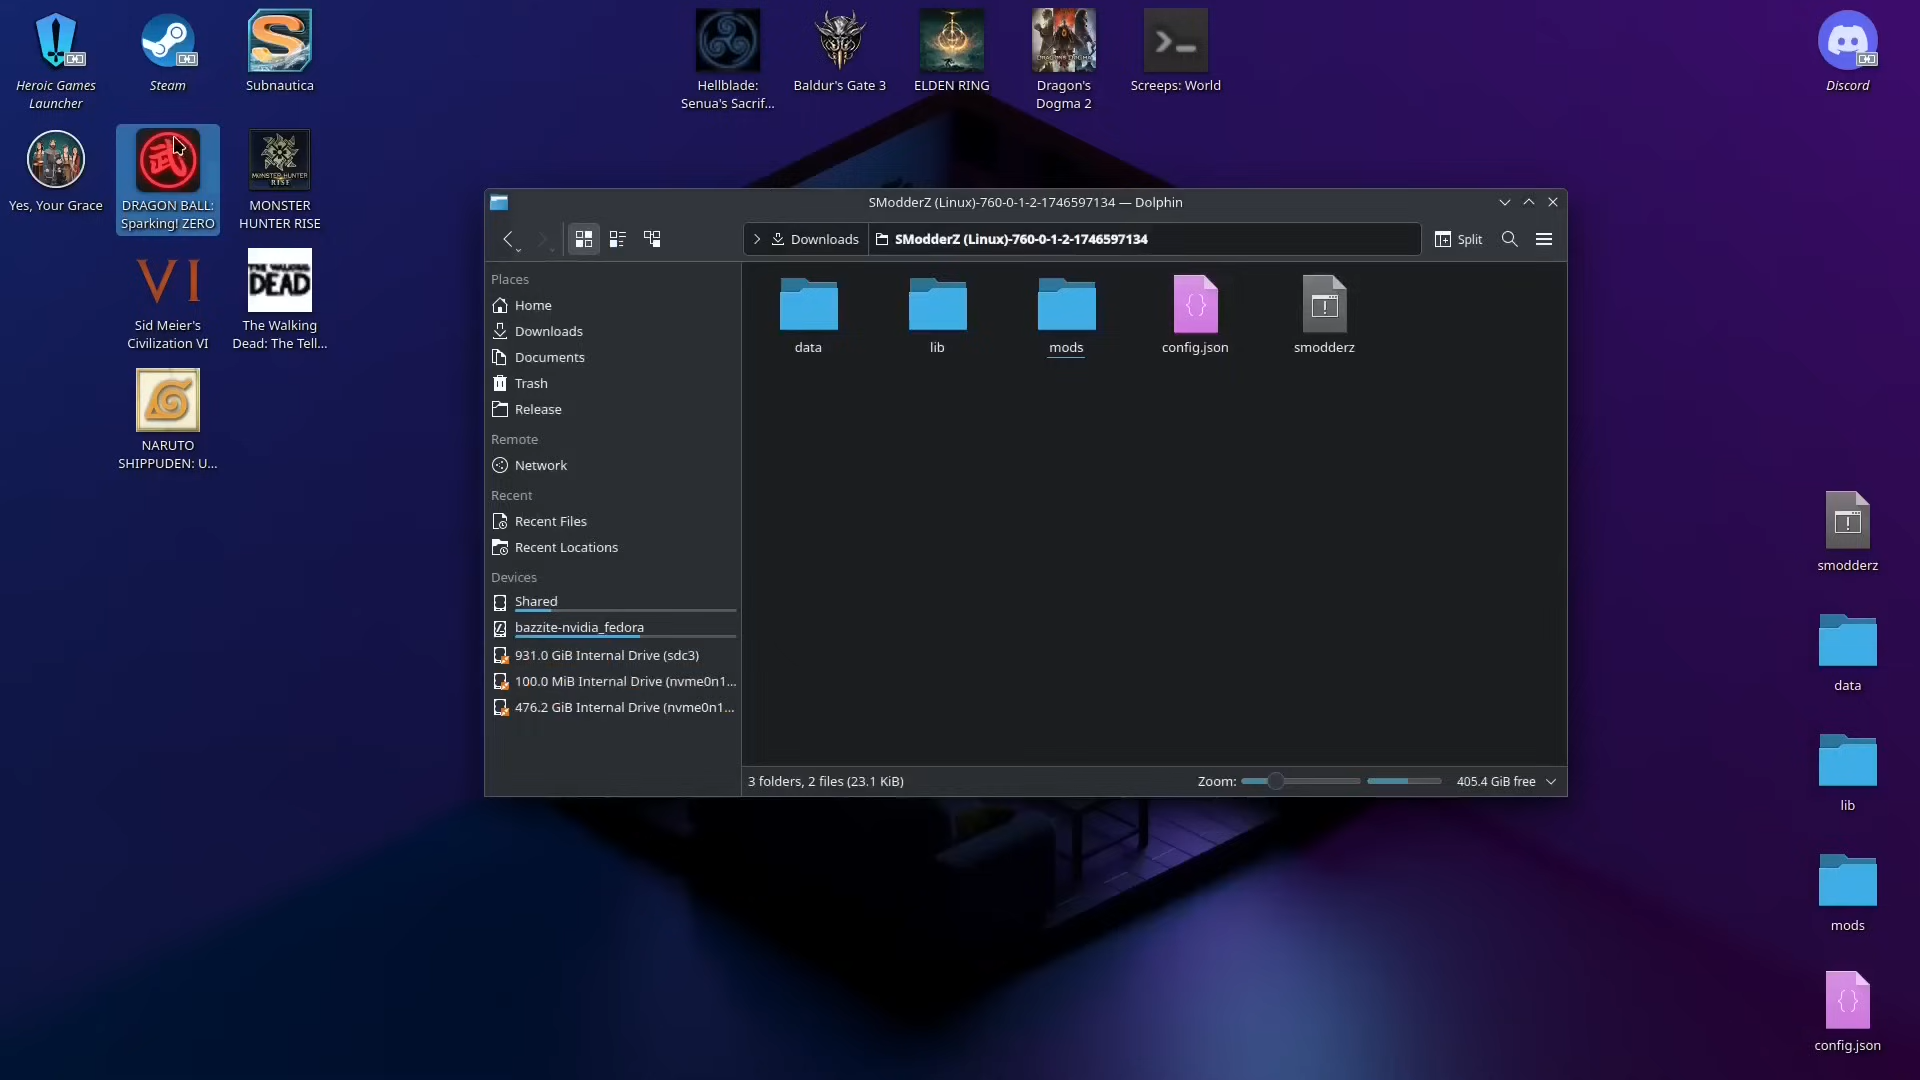 Heroic Games
Launcher
Steam
Subnautica
Hellblade:
Senua's Sacrif...
Baldur's Gate 3
ELDEN RING
Dragon's
Dogma 2
Screeps: World
Discord
Yes, Your Grace
武
DRAGON BALL:
Sparking! ZERO
MONSTER HUNTER
RISE
MONSTER
HUNTER RISE
VI
Sid Meier's
Civilization VI
THE WALKING
DEAD
The Walking
Dead: The Tell...
NARUTO
SHIPPUDEN: U...
SModderZ (Linux)-760-0-1-2-1746597134 — Dolphin
Downloads
SModderZ (Linux)-760-0-1-2-1746597134
Split
Places
Home
Downloads
Documents
Trash
Release
Remote
Network
Recent
Recent Files
Recent Locations
Devices
Shared
bazzite-nvidia_fedora
931.0 GiB Internal Drive (sdc3)
100.0 MiB Internal Drive (nvme0n1...
476.2 GiB Internal Drive (nvme0n1...
data
lib
mods
config.json
smodderz
3 folders, 2 files (23.1 KiB)
Zoom:
405.4 GiB free
smodderz
data
lib
mods
config.json